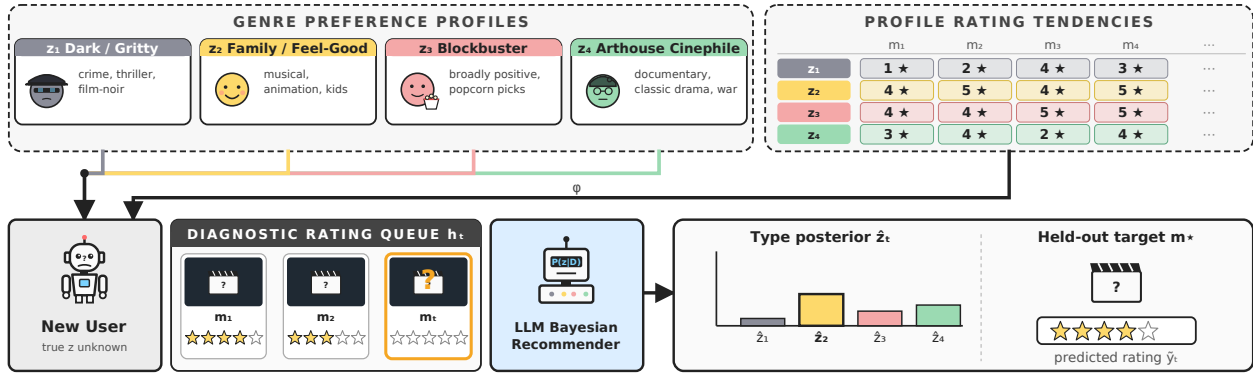 GENRE PREFERENCE PROFILES
z₁ Dark / Gritty
crime, thriller,
film-noir
z₂ Family / Feel-Good
musical,
animation, kids
z₃ Blockbuster
broadly positive,
popcorn picks
z₄ Arthouse Cinephile
documentary,
classic drama, war
PROFILE RATING TENDENCIES
m₁ m₂ m₃ m₄ ⋯
z₁ 1 ★ 2 ★ 4 ★ 3 ★ ⋯
z₂ 4 ★ 5 ★ 4 ★ 5 ★ ⋯
z₃ 4 ★ 4 ★ 5 ★ 5 ★ ⋯
z₄ 3 ★ 4 ★ 2 ★ 4 ★ ⋯
φ
?
New User
true z unknown
DIAGNOSTIC RATING QUEUE hₜ
?
m₁
★★★★☆
?
m₂
★★★☆☆
?
mₜ
☆☆☆☆☆
P(z|D)
LLM Bayesian
Recommender
Type posterior ẑₜ
ẑ₁ ẑ₂ ẑ₃ ẑ₄
Held-out target m⋆
?
★★★★☆
predicted rating ỹₜ